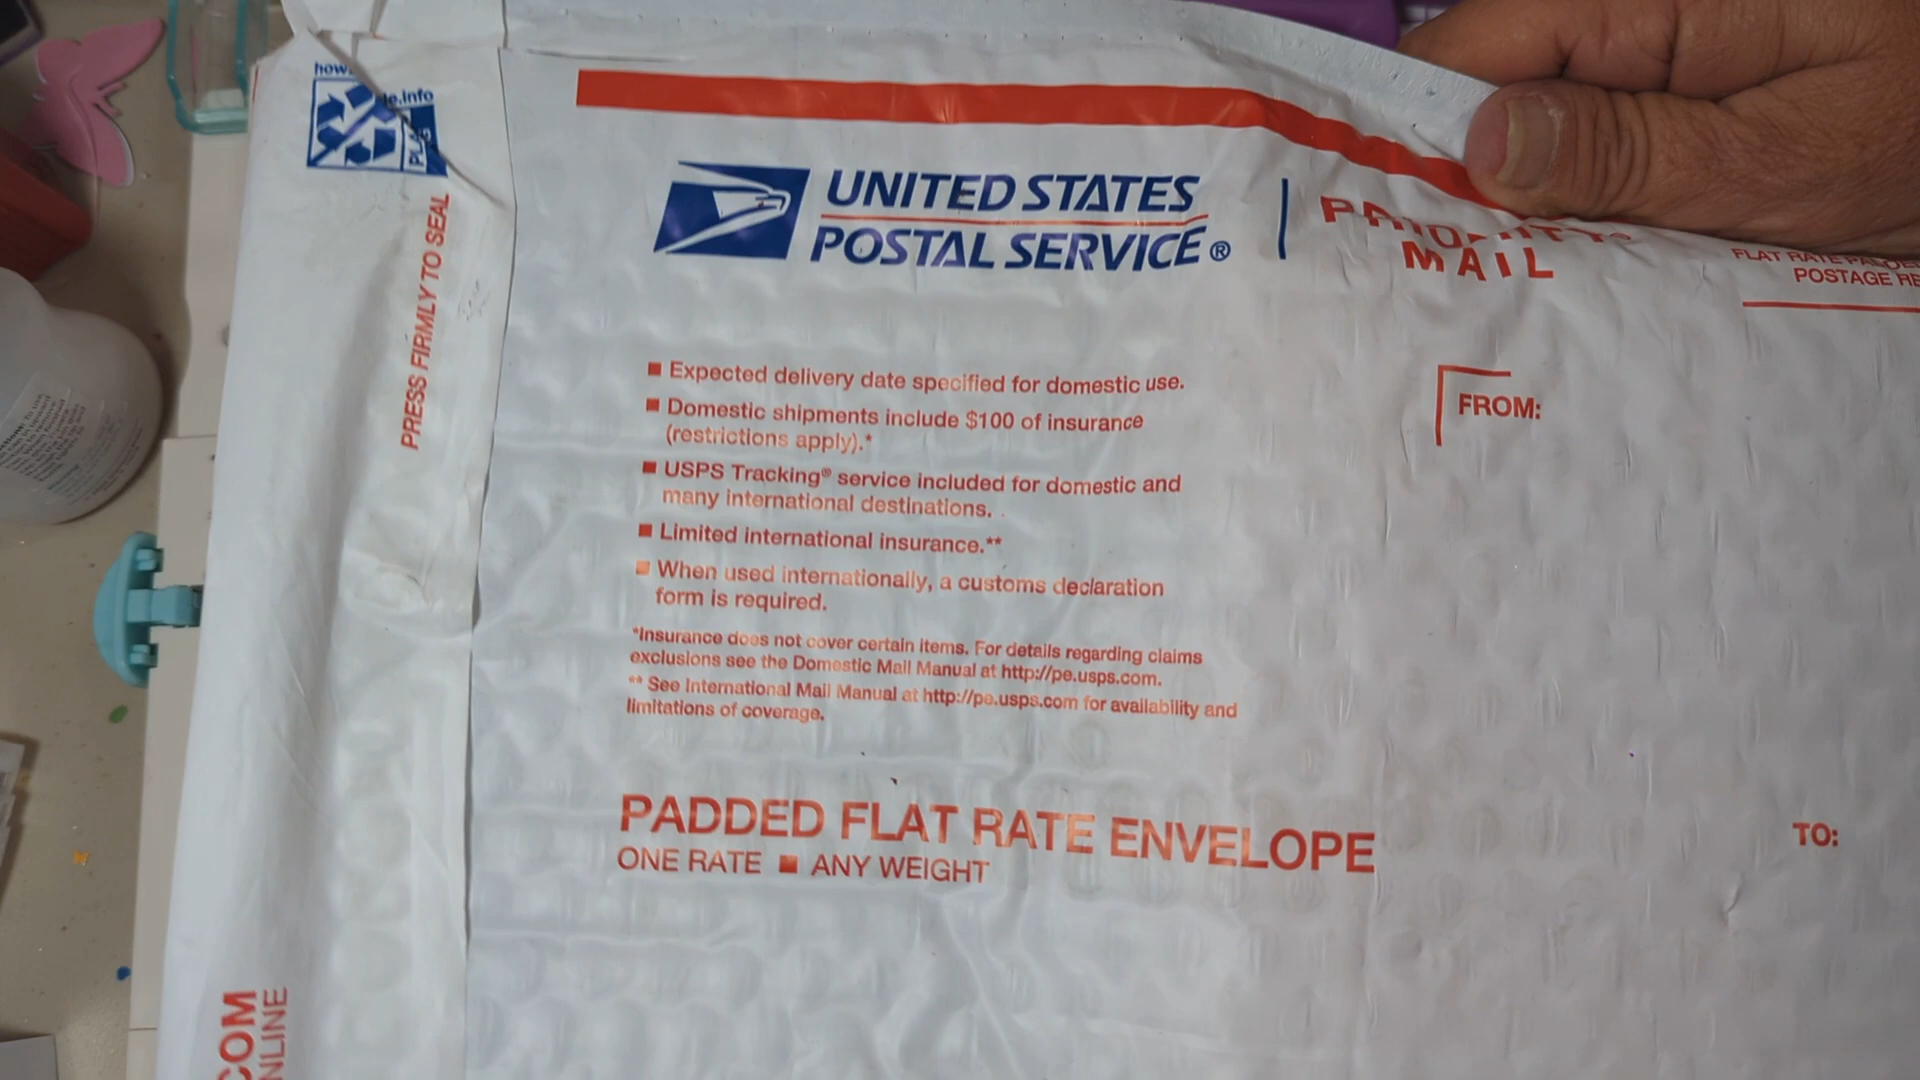 how
le.info
PRESS FIRMLY TO SEAL
UNITED STATES
POSTAL SERVICE®
PRIORITY
MAIL
POSTAGE RE
FLAT RATE
■ Expected delivery date specified for domestic use.
■ Domestic shipments include $100 of insurance
(restrictions apply).*
■ USPS Tracking® service included for domestic and
many international destinations.
■ Limited international insurance.**
■ When used internationally, a customs declaration
form is required.
*Insurance does not cover certain items. For details regarding claims
exclusions see the Domestic Mail Manual at http://pe.usps.com.
** See International Mail Manual at http://pe.usps.com for availability and
limitations of coverage.
FROM:
PADDED FLAT RATE ENVELOPE
ONE RATE ■ ANY WEIGHT
TO:
COM
NLINE